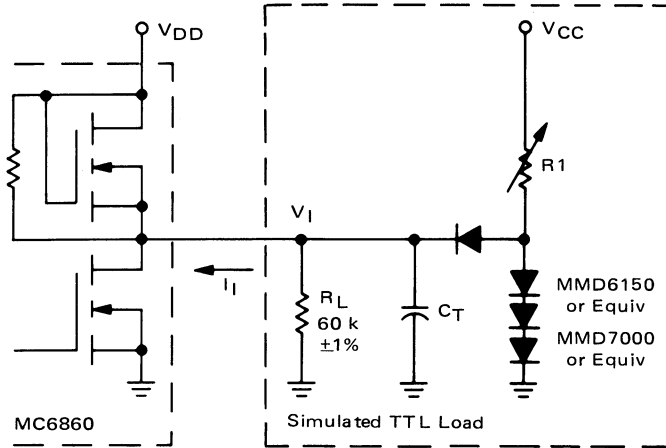 VDD
VCC
R1
VI
II
RL
60 k
±1%
CT
MMD6150
or Equiv
MMD7000
or Equiv
MC6860
Simulated TTL Load